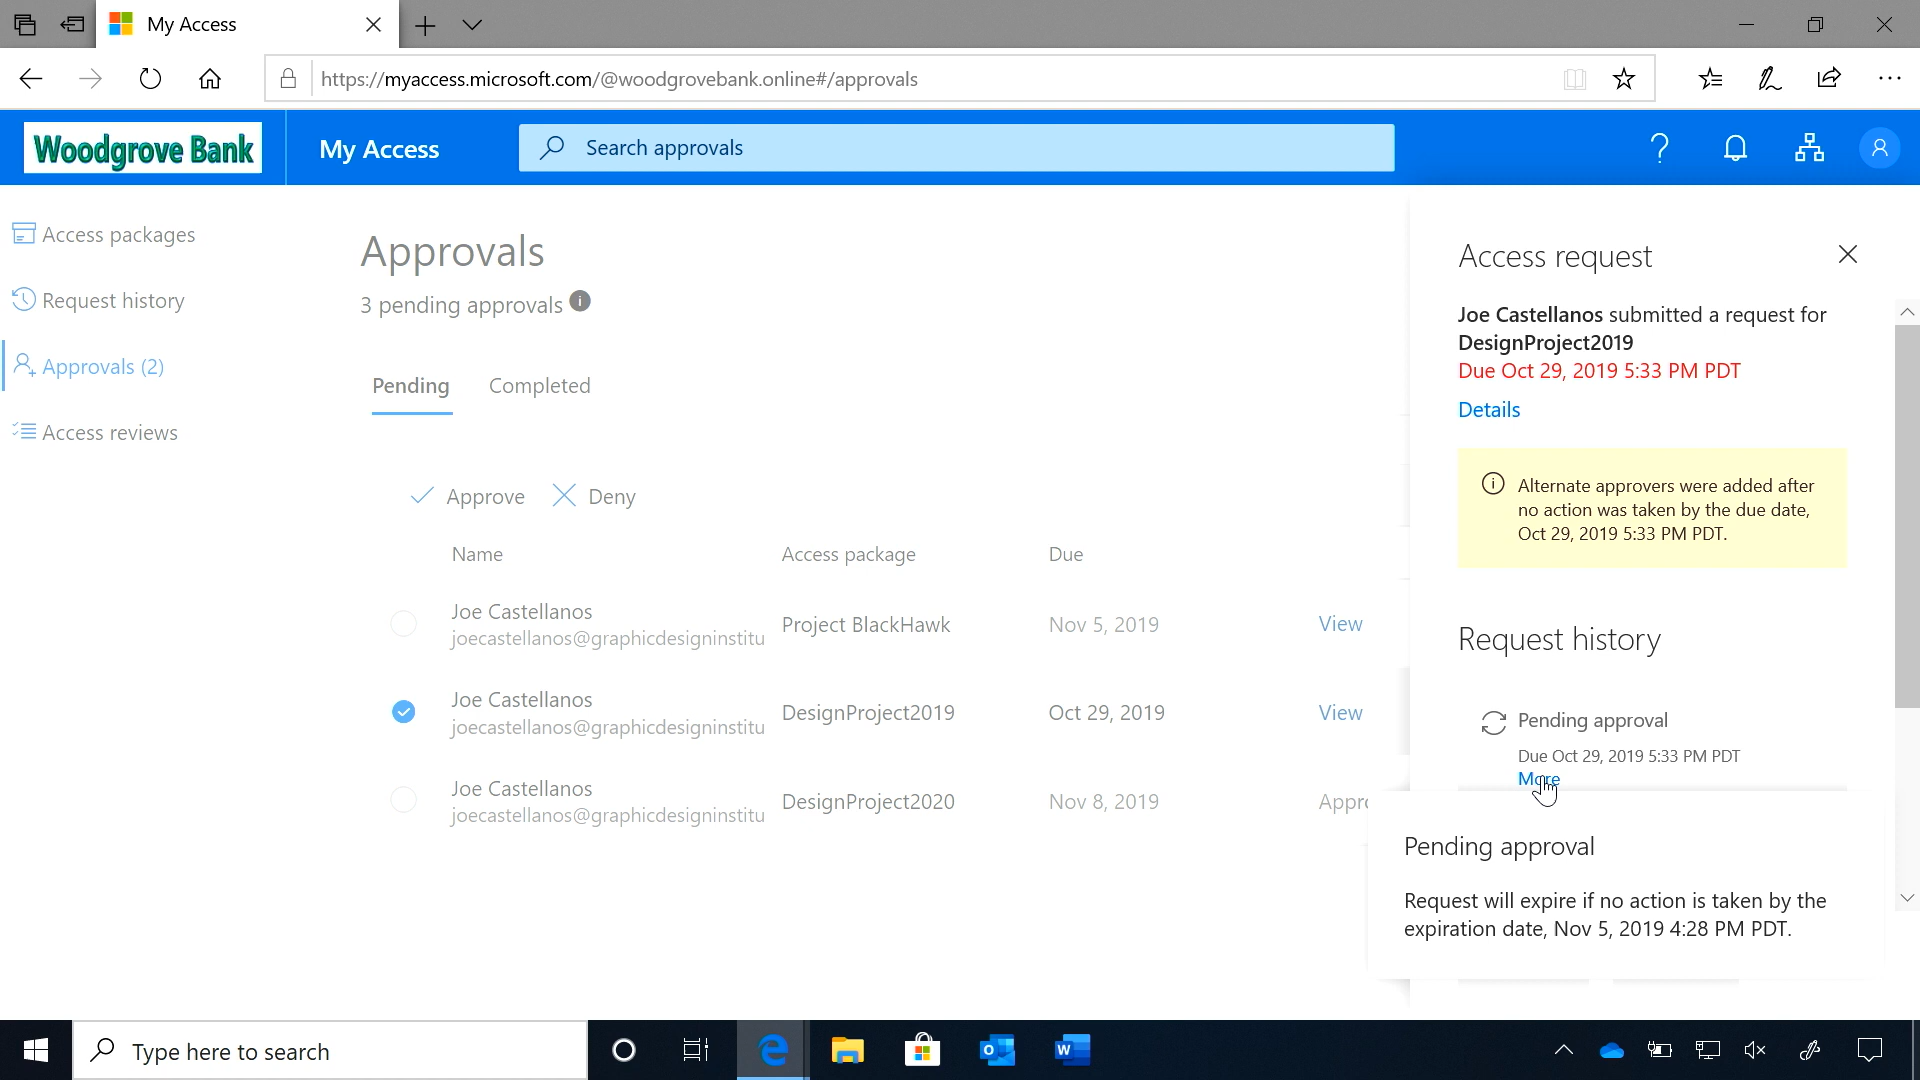 My Access
https://myaccess.microsoft.com/@woodgrovebank.online#/approvals
Woodgrove Bank
My Access
Search approvals
Access packages
Request history
Approvals (2)
Access reviews
Approvals
3 pending approvals
Pending
Completed
Approve
Deny
Name
Access package
Due
Joe Castellanos
joecastellanos@graphicdesigninstitu
Project BlackHawk
Nov 5, 2019
View
Joe Castellanos
joecastellanos@graphicdesigninstitu
DesignProject2019
Oct 29, 2019
View
Joe Castellanos
joecastellanos@graphicdesigninstitu
DesignProject2020
Nov 8, 2019
Appro
Access request
Joe Castellanos submitted a request for
DesignProject2019
Due Oct 29, 2019 5:33 PM PDT
Details
Alternate approvers were added after
no action was taken by the due date,
Oct 29, 2019 5:33 PM PDT.
Request history
Pending approval
Due Oct 29, 2019 5:33 PM PDT
More
Pending approval
Request will expire if no action is taken by the
expiration date, Nov 5, 2019 4:28 PM PDT.
Type here to search